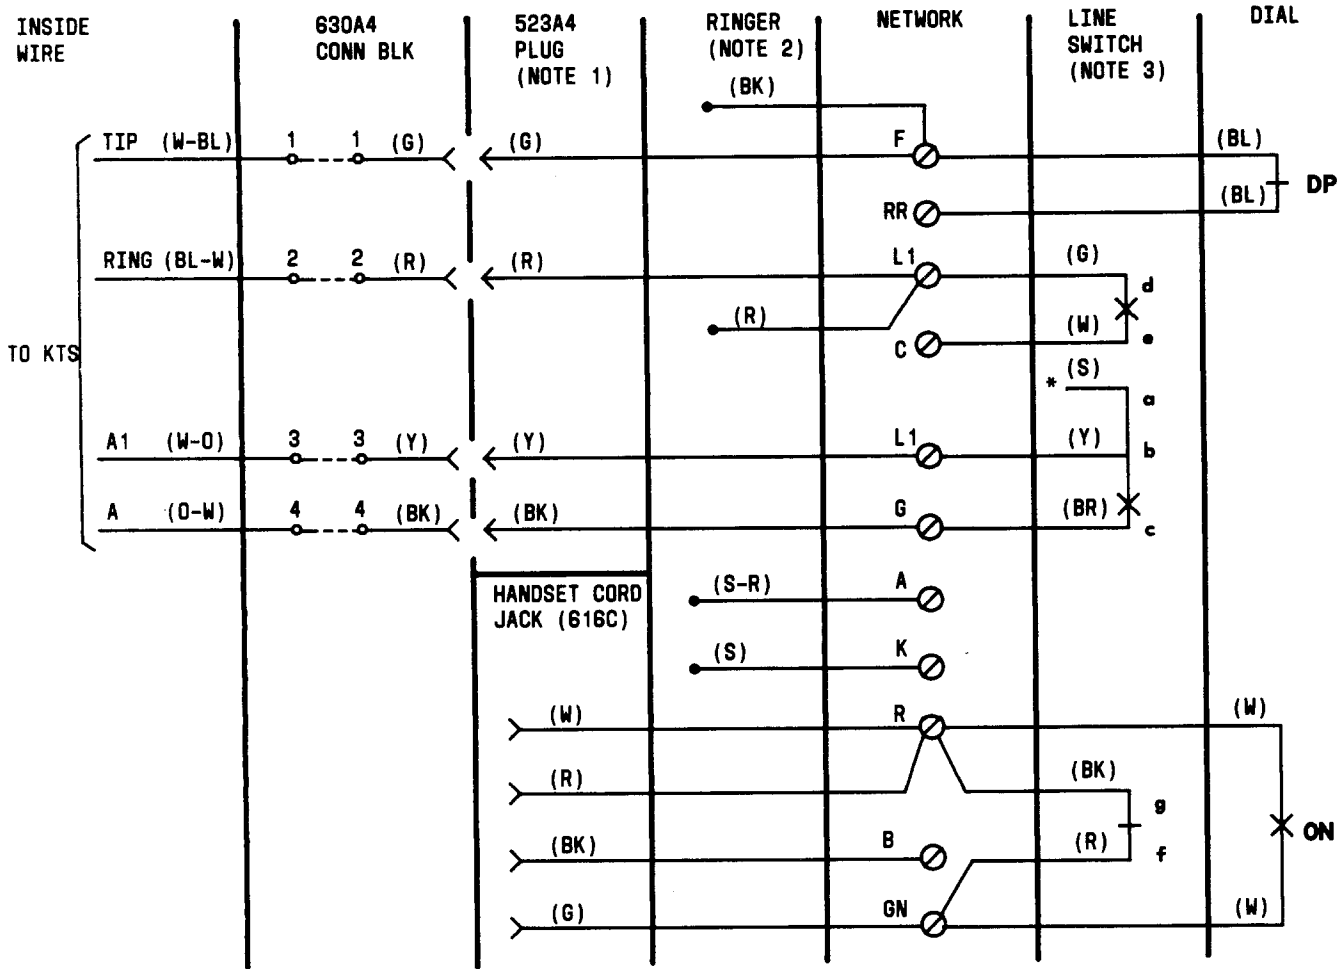 INSIDE WIRE
630A4 CONN BLK
523A4 PLUG (NOTE 1)
RINGER (NOTE 2)
NETWORK
LINE SWITCH (NOTE 3)
DIAL
(BK)
TIP (W-BL) 1 1 (G) (G) F (BL)
DP
RR (BL)
RING (BL-W) 2 2 (R) (R) L1 (G) d
(R) C (W) e
TO KTS
* (S) a
A1 (W-O) 3 3 (Y) (Y) L1 (Y) b
A (O-W) 4 4 (BK) (BK) G (BR) c
HANDSET CORD
JACK (616C)
(S-R) A
(S) K
(W) R (W)
(R) (BK) g
ON
(BK) B (R) f
(G) GN (W)